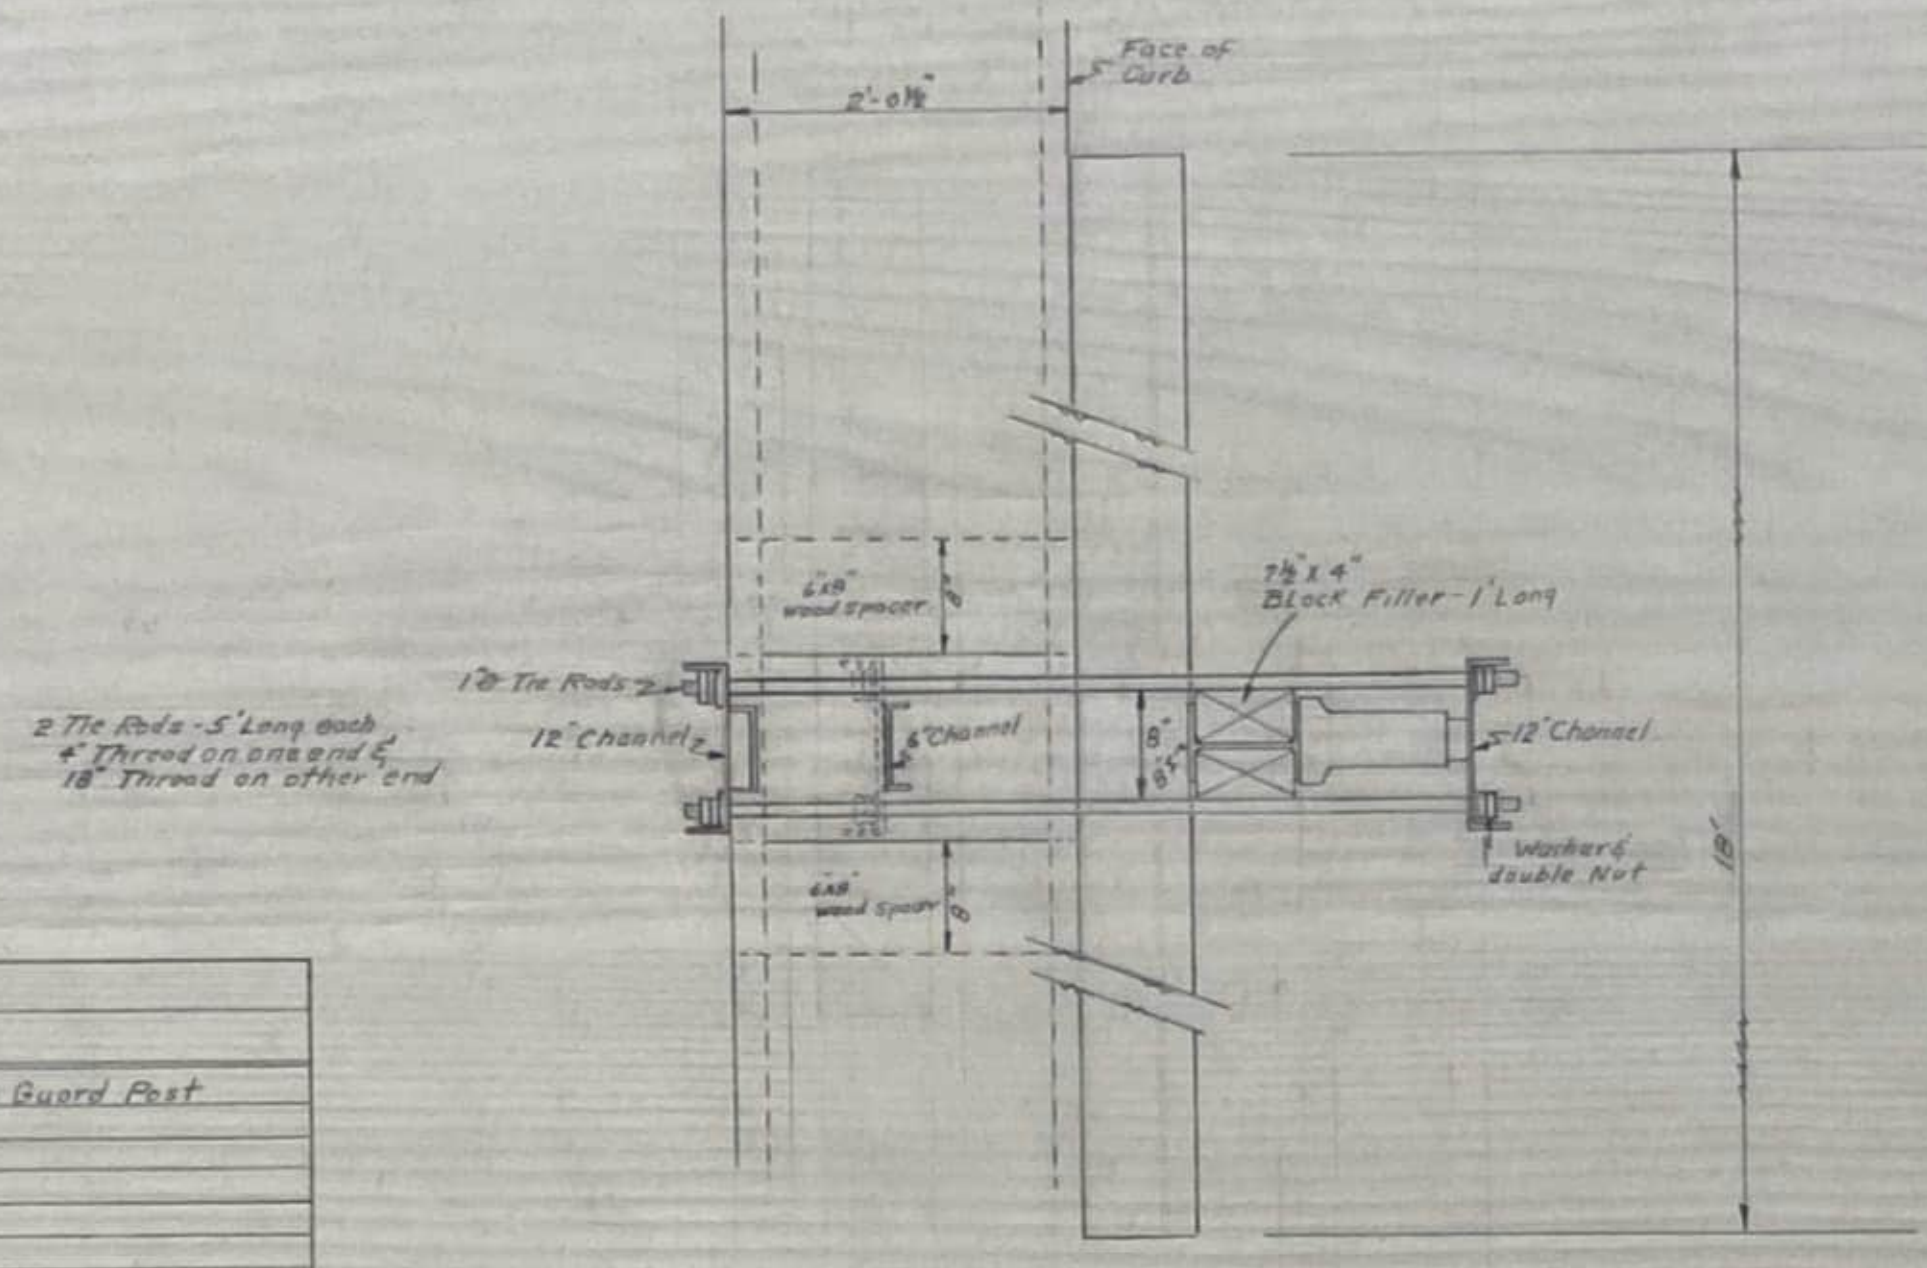 Face of
Curb
2'-0½"
6"x8"
wood spacer
8"
7½" x 4"
Block Filler - 1' Long
1"Ø Tie Rods
2 Tie Rods - 5' Long each
4" Thread on one end &
18" Thread on other end
12" Channel
6" Channel
8"
8"
12" Channel
Washer &
double Nut
18'
6"x8"
wood spacer
8"
Guard Post